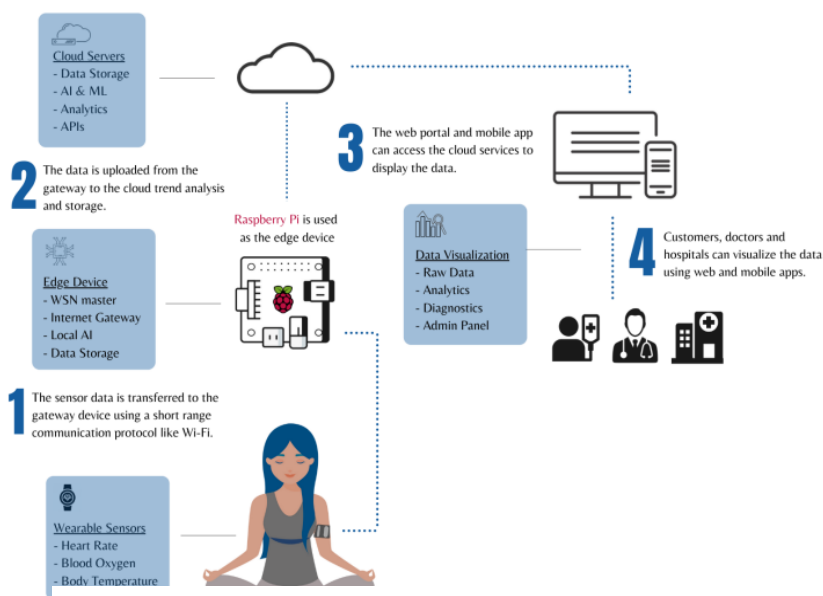 Cloud Servers
- Data Storage
- AI & ML
- Analytics
- APIs
2
The data is uploaded from the
gateway to the cloud trend analysis
and storage.
3
The web portal and mobile app
can access the cloud services to
display the data.
Raspberry Pi is used
as the edge device
Edge Device
- WSN master
- Internet Gateway
- Local AI
- Data Storage
Data Visualization
- Raw Data
- Analytics
- Diagnostics
- Admin Panel
4
Customers, doctors and
hospitals can visualize the data
using web and mobile apps.
1
The sensor data is transferred to the
gateway device using a short range
communication protocol like Wi-Fi.
Wearable Sensors
- Heart Rate
- Blood Oxygen
- Body Temperature